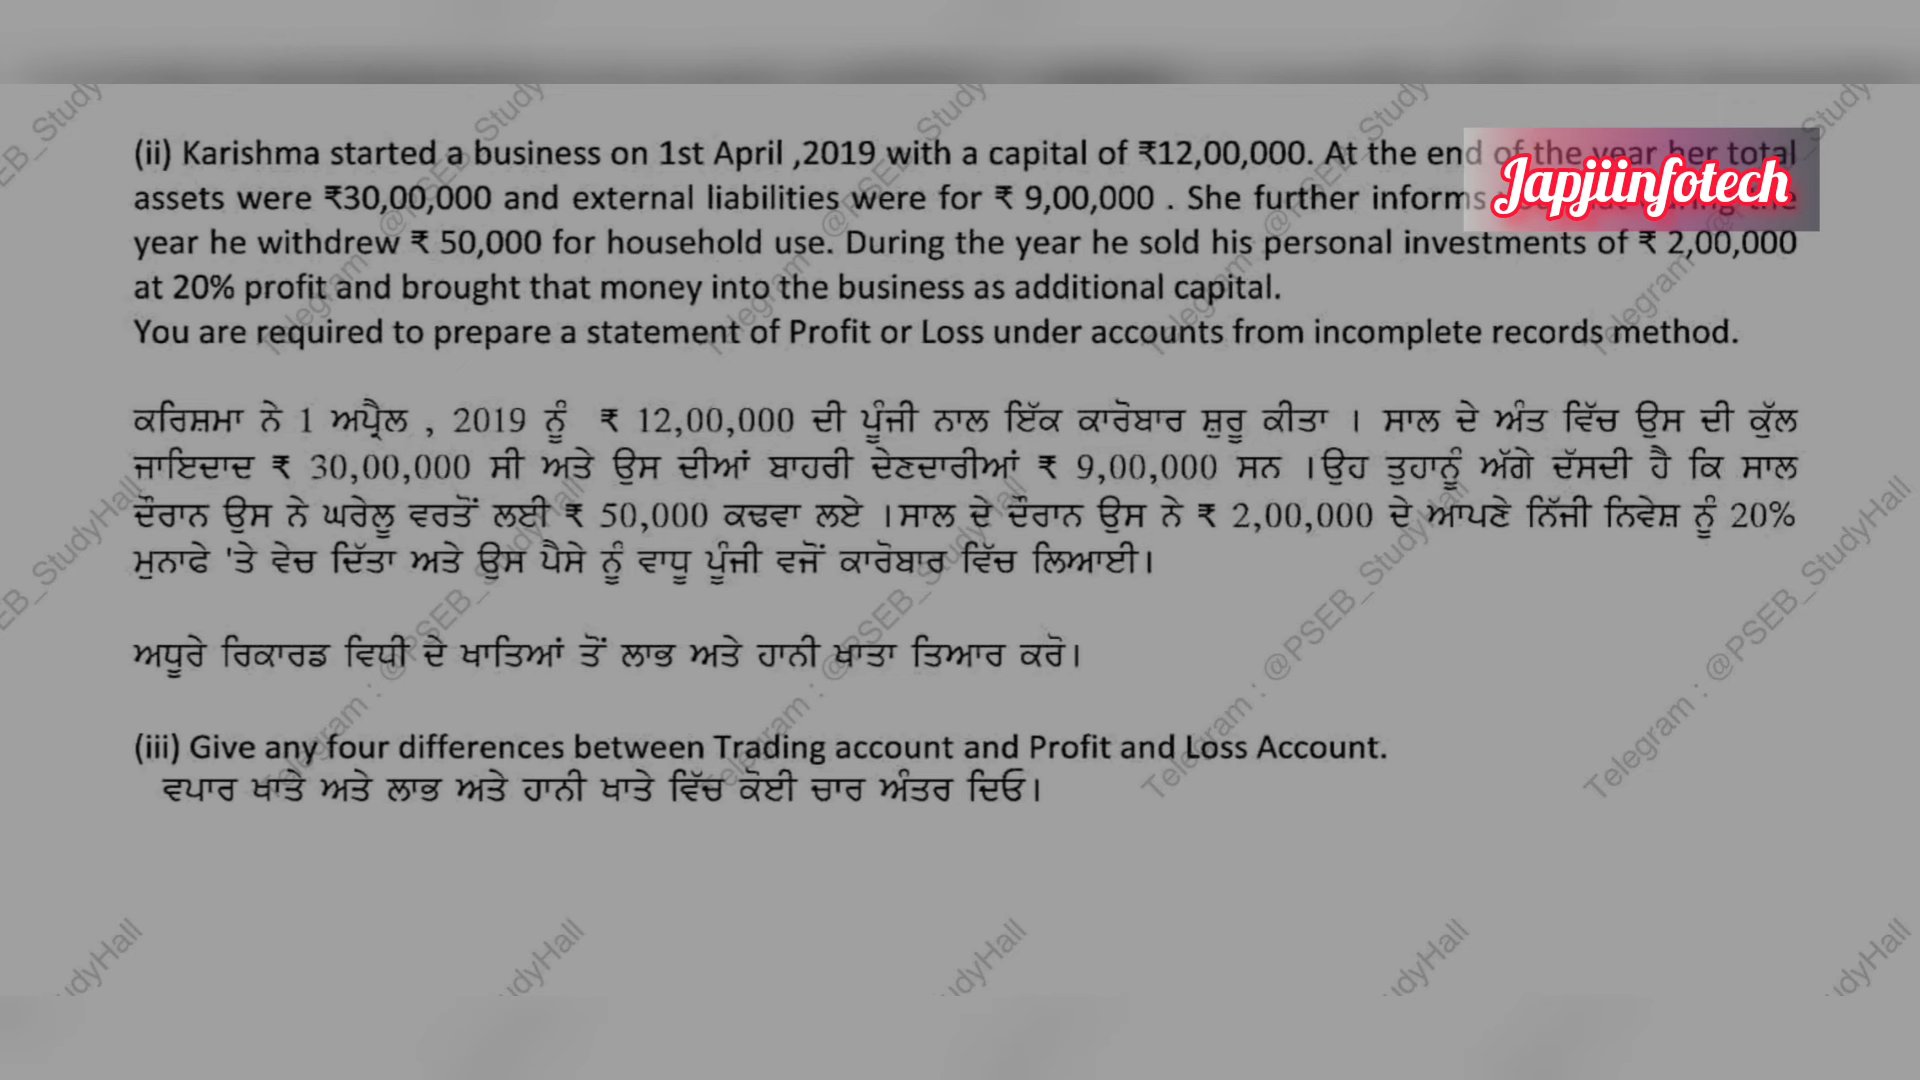 (ii) Karishma started a business on 1st April ,2019 with a capital of ₹12,00,000. At the end of the year her total
assets were ₹30,00,000 and external liabilities were for ₹ 9,00,000 . She further informs
Japjiinfotech
year he withdrew ₹ 50,000 for household use. During the year he sold his personal investments of ₹ 2,00,000
at 20% profit and brought that money into the business as additional capital.
You are required to prepare a statement of Profit or Loss under accounts from incomplete records method.
ਕਰਿਸ਼ਮਾ ਨੇ 1 ਅਪ੍ਰੈਲ , 2019 ਨੂੰ ₹ 12,00,000 ਦੀ ਪੂੰਜੀ ਨਾਲ ਇੱਕ ਕਾਰੋਬਾਰ ਸ਼ੁਰੂ ਕੀਤਾ । ਸਾਲ ਦੇ ਅੰਤ ਵਿੱਚ ਉਸ ਦੀ ਕੁੱਲ
ਜਾਇਦਾਦ ₹ 30,00,000 ਸੀ ਅਤੇ ਉਸ ਦੀਆਂ ਬਾਹਰੀ ਦੇਣਦਾਰੀਆਂ ₹ 9,00,000 ਸਨ ।ਉਹ ਤੁਹਾਨੂੰ ਅੱਗੇ ਦੱਸਦੀ ਹੈ ਕਿ ਸਾਲ
ਦੌਰਾਨ ਉਸ ਨੇ ਘਰੇਲੂ ਵਰਤੋਂ ਲਈ ₹ 50,000 ਕਢਵਾ ਲਏ ।ਸਾਲ ਦੇ ਦੌਰਾਨ ਉਸ ਨੇ ₹ 2,00,000 ਦੇ ਆਪਣੇ ਨਿੱਜੀ ਨਿਵੇਸ਼ ਨੂੰ 20%
ਮੁਨਾਫੇ 'ਤੇ ਵੇਚ ਦਿੱਤਾ ਅਤੇ ਉਸ ਪੈਸੇ ਨੂੰ ਵਾਧੂ ਪੂੰਜੀ ਵਜੋਂ ਕਾਰੋਬਾਰ ਵਿੱਚ ਲਿਆਈ।
ਅਧੂਰੇ ਰਿਕਾਰਡ ਵਿਧੀ ਦੇ ਖਾਤਿਆਂ ਤੋਂ ਲਾਭ ਅਤੇ ਹਾਨੀ ਖਾਤਾ ਤਿਆਰ ਕਰੋ।
(iii) Give any four differences between Trading account and Profit and Loss Account.
ਵਪਾਰ ਖਾਤੇ ਅਤੇ ਲਾਭ ਅਤੇ ਹਾਨੀ ਖਾਤੇ ਵਿੱਚ ਕੋਈ ਚਾਰ ਅੰਤਰ ਦਿਓ।
Telegram : @PSEB_StudyHall